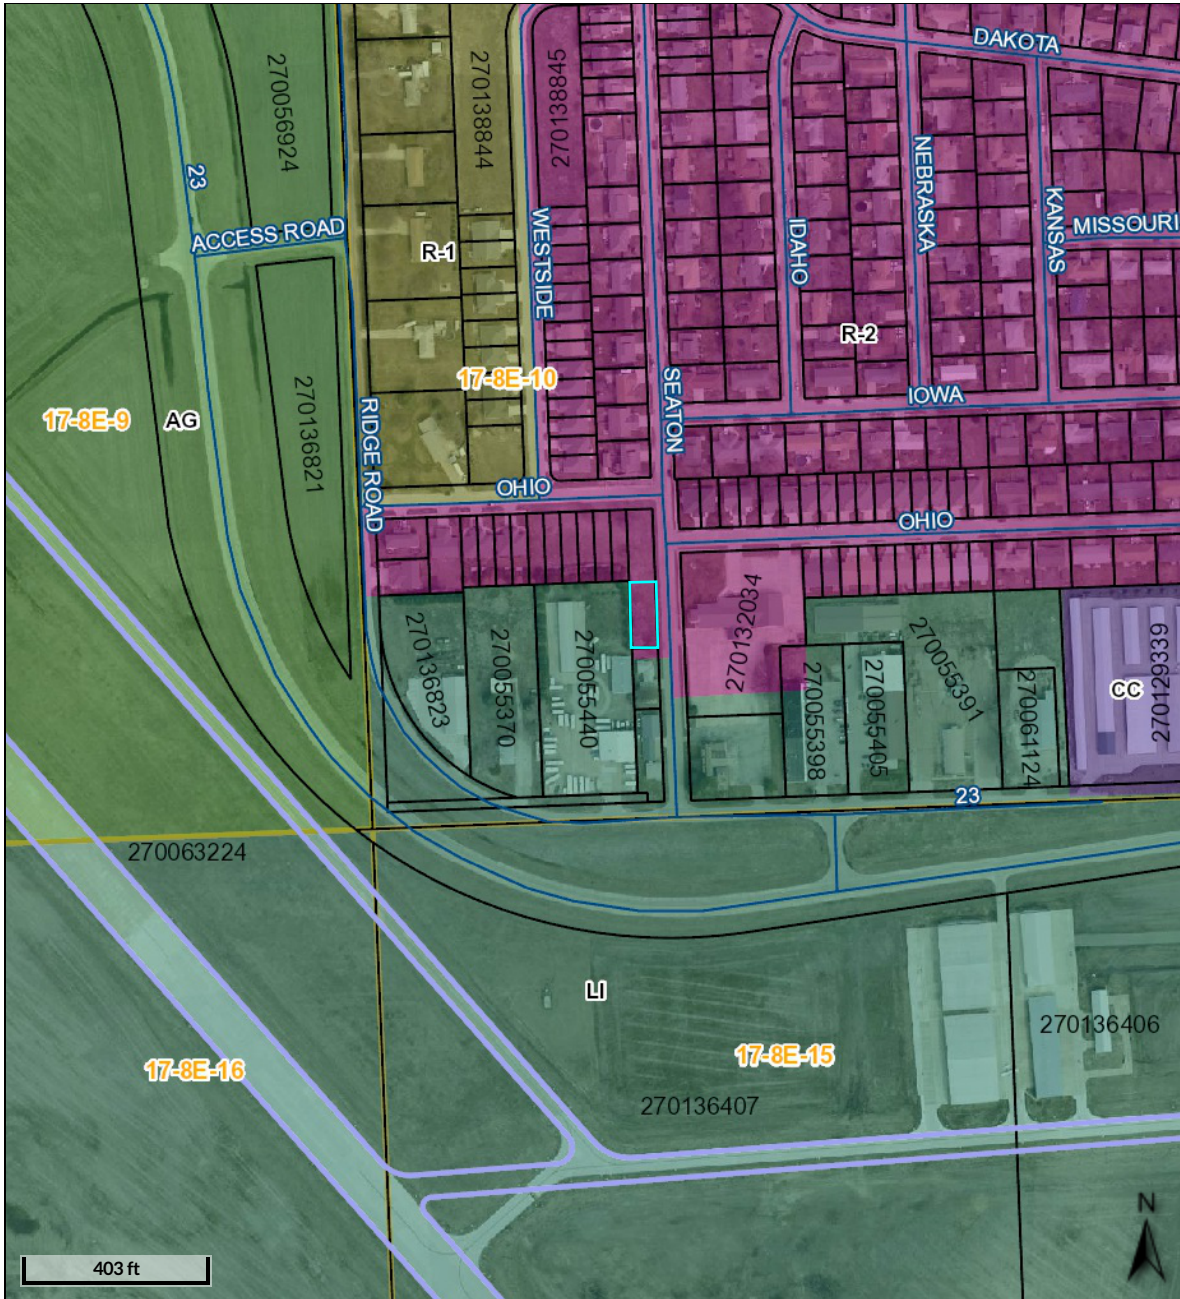 DAKOTA
270056924
270138844
270138845
23
NEBRASKA
KANSAS
WESTSIDE
IDAHO
MISSOURI
ACCESS ROAD
R-1
R-2
17-8E-10
SEATON
IOWA
17-8E-9
AG
270136821
RIDGE ROAD
OHIO
OHIO
270132034
270136823
270055370
270055440
270055398
270055405
270055391
270061124
270129339
CC
23
270063224
LI
270136406
17-8E-15
17-8E-16
270136407
N
403 ft